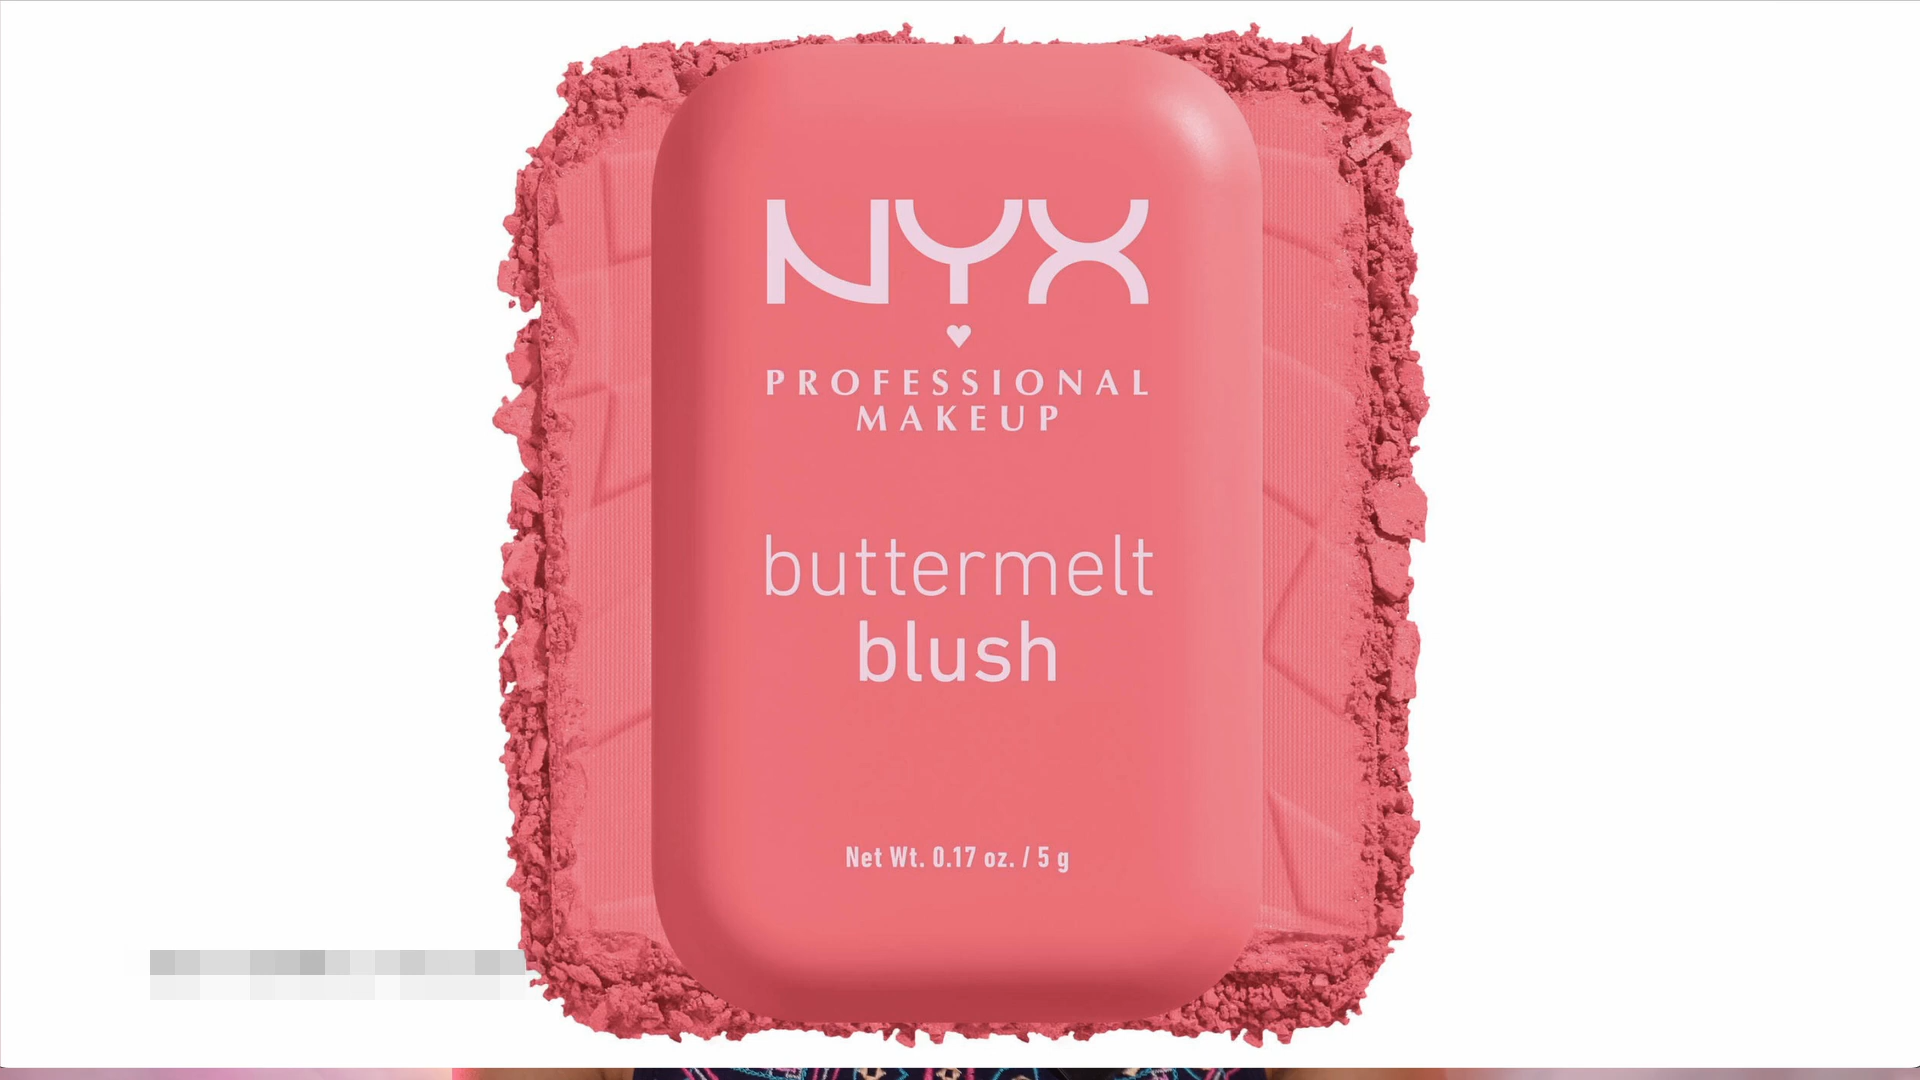 NYX
PROFESSIONAL
MAKEUP
buttermelt
blush
Net Wt. 0.17 oz. / 5 g